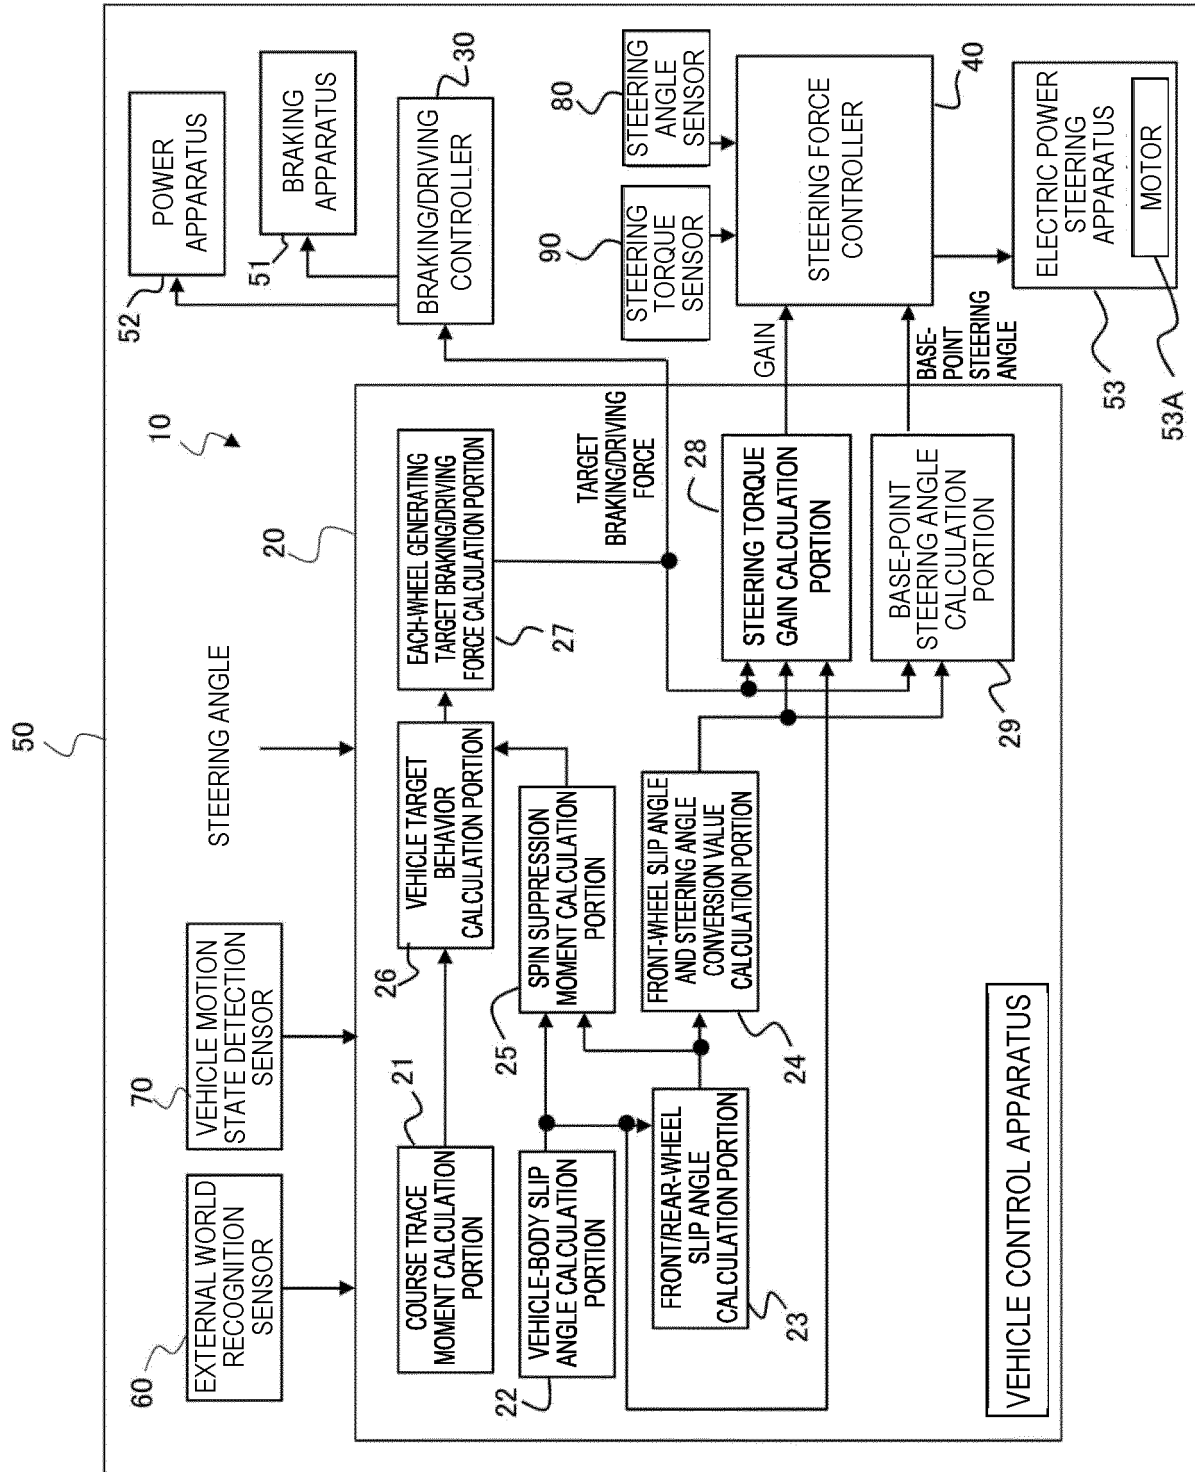 50
10
60
EXTERNAL WORLD
RECOGNITION
SENSOR
70
VEHICLE MOTION
STATE DETECTION
SENSOR
STEERING ANGLE
20
52
POWER
APPARATUS
51
BRAKING
APPARATUS
30
BRAKING/DRIVING
CONTROLLER
21
COURSE TRACE
MOMENT CALCULATION
PORTION
26
VEHICLE TARGET
BEHAVIOR
CALCULATION PORTION
EACH-WHEEL GENERATING
TARGET BRAKING/DRIVING
FORCE CALCULATION PORTION
27
22
VEHICLE-BODY SLIP
ANGLE CALCULATION
PORTION
25
SPIN SUPPRESSION
MOMENT CALCULATION
PORTION
TARGET
BRAKING/DRIVING
FORCE
FRONT/REAR-WHEEL
SLIP ANGLE
CALCULATION PORTION
23
FRONT-WHEEL SLIP ANGLE
AND STEERING ANGLE
CONVERSION VALUE
CALCULATION PORTION
24
28
STEERING TORQUE
GAIN CALCULATION
PORTION
BASE-POINT
STEERING ANGLE
CALCULATION
PORTION
29
GAIN
BASE-
POINT
STEERING
ANGLE
90
STEERING
TORQUE
SENSOR
80
STEERING
ANGLE
SENSOR
STEERING FORCE
CONTROLLER
40
ELECTRIC POWER
STEERING
APPARATUS
MOTOR
53
53A
VEHICLE CONTROL APPARATUS